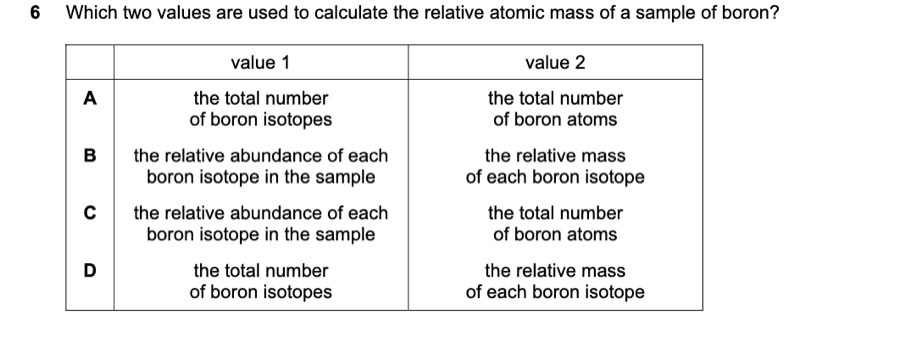 6 Which two values are used to calculate the relative atomic mass of a sample of boron?
value 1 value 2
A the total number of boron isotopes the total number of boron atoms
B the relative abundance of each boron isotope in the sample the relative mass of each boron isotope
C the relative abundance of each boron isotope in the sample the total number of boron atoms
D the total number of boron isotopes the relative mass of each boron isotope